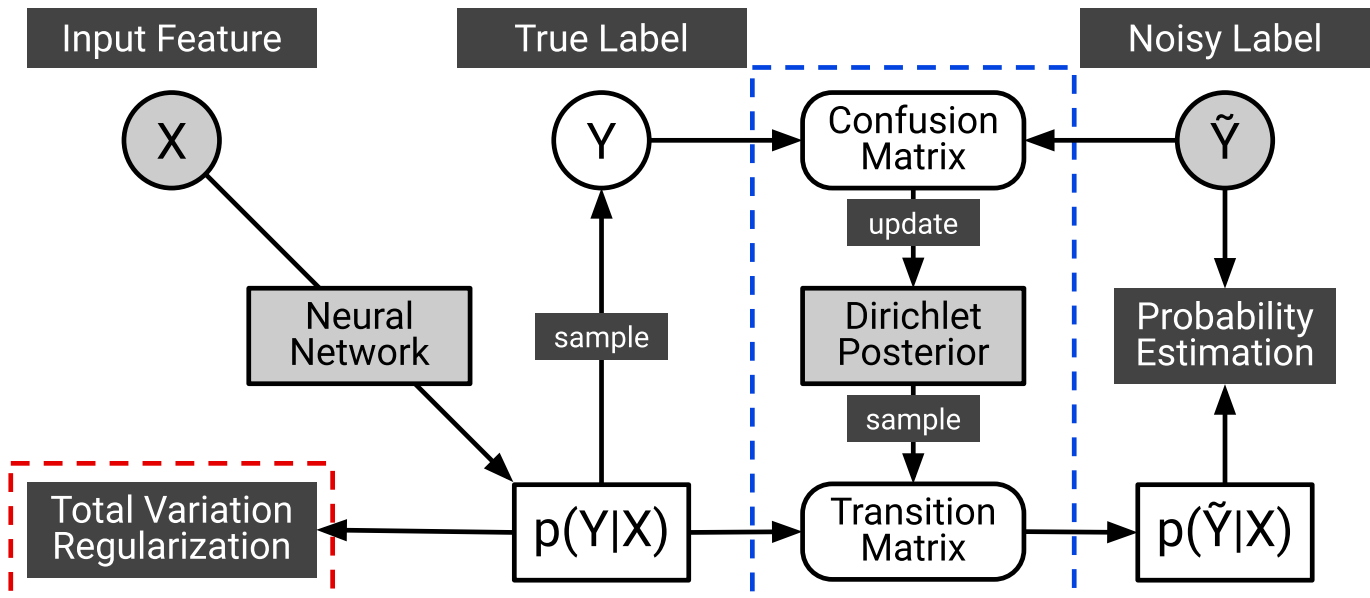 Input Feature
True Label
Noisy Label
X
Y
Confusion
Matrix
Ỹ
update
Neural
Network
sample
Dirichlet
Posterior
Probability
Estimation
sample
Total Variation
Regularization
p(Y|X)
Transition
Matrix
p(Ỹ|X)